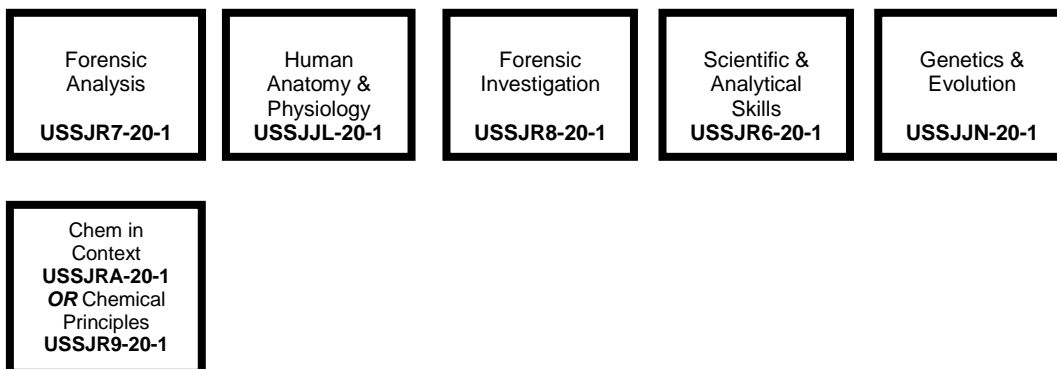 Forensic
Analysis
USSJR7-20-1
Human
Anatomy &
Physiology
USSJJL-20-1
Forensic
Investigation
USSJR8-20-1
Scientific &
Analytical
Skills
USSJR6-20-1
Genetics &
Evolution
USSJJN-20-1
Chem in
Context
USSJRA-20-1
OR Chemical
Principles
USSJR9-20-1